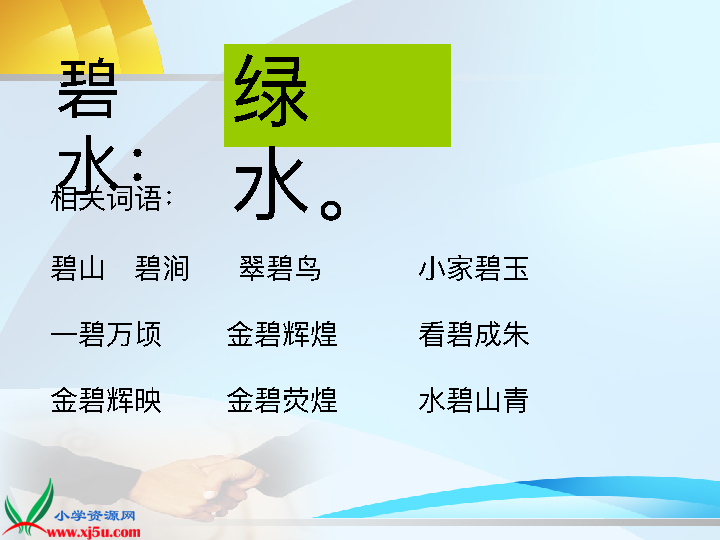 碧水：
绿水。
相关词语：
碧山 碧涧 翠碧鸟 小家碧玉
一碧万顷 金碧辉煌 看碧成朱
金碧辉映 金碧荧煌 水碧山青
小学资源网
www.xj5u.com